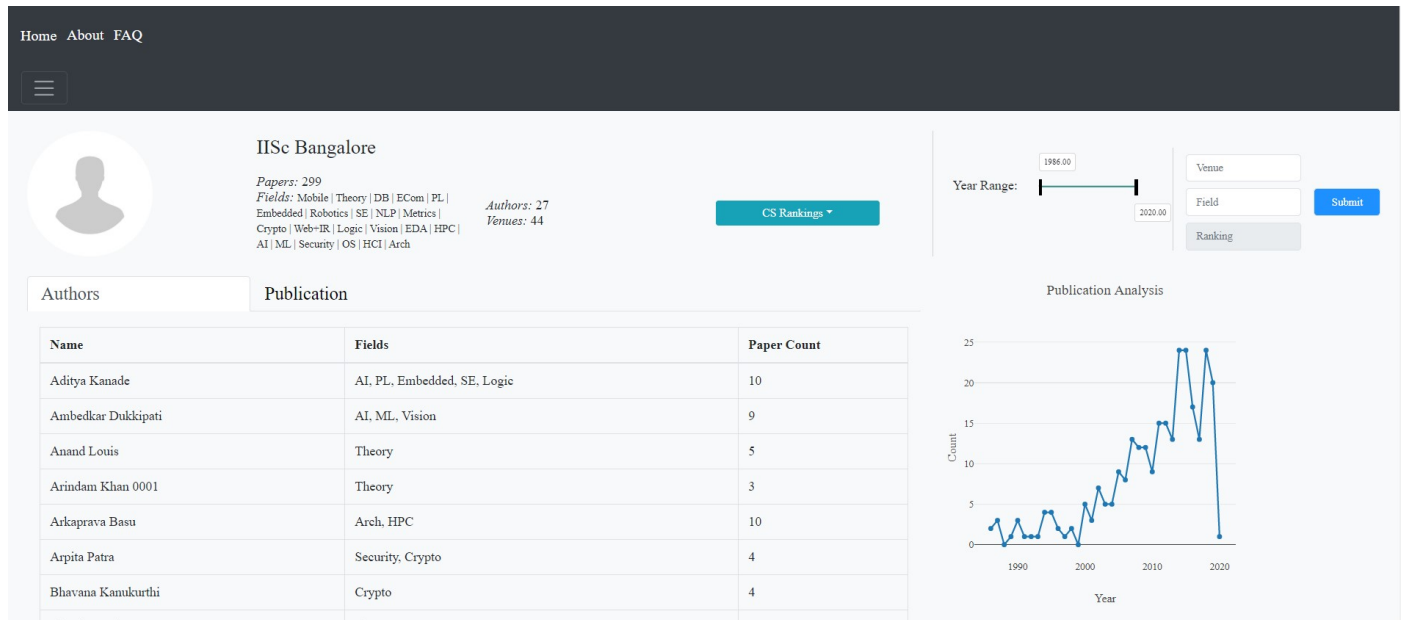 Home About FAQ
IISc Bangalore
Papers: 299
Fields: Mobile | Theory | DB | ECom | PL |
Embedded | Robotics | SE | NLP | Metrics |
Crypto | Web+IR | Logic | Vision | EDA | HPC |
AI | ML | Security | OS | HCI | Arch
Authors: 27
Venues: 44
CS Rankings
Year Range:
1986.00
2020.00
Venue
Field
Ranking
Submit
Authors Publication
Name Fields Paper Count
Aditya Kanade AI, PL, Embedded, SE, Logic 10
Ambedkar Dukkipati AI, ML, Vision 9
Anand Louis Theory 5
Arindam Khan 0001 Theory 3
Arkaprava Basu Arch, HPC 10
Arpita Patra Security, Crypto 4
Bhavana Kanukurthi Crypto 4
Publication Analysis
25
20
15
10
5
0
Count
1990 2000 2010 2020
Year